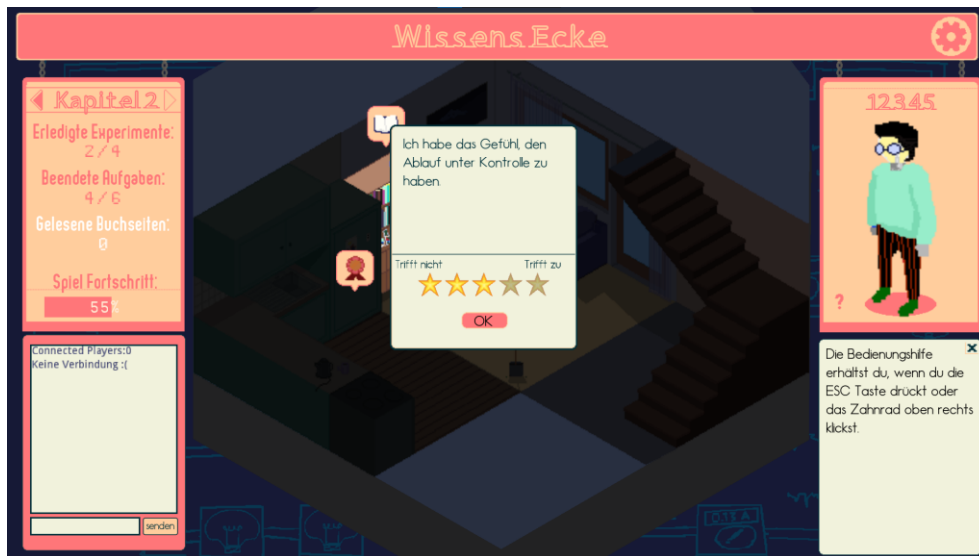 Wissens Ecke
Kapitel 2
Erledigte Experimente:
2 / 4
Beendete Aufgaben:
4 / 6
Gelesene Buchseiten:
0
Spiel Fortschritt:
55%
Connected Players:0
Keine Verbindung :(
senden
Ich habe das Gefühl, den
Ablauf unter Kontrolle zu
haben.
Trifft nicht
Trifft zu
OK
12345
?
Die Bedienungshilfe
erhältst du, wenn du die
ESC Taste drückt oder
das Zahnrad oben rechts
klickst.